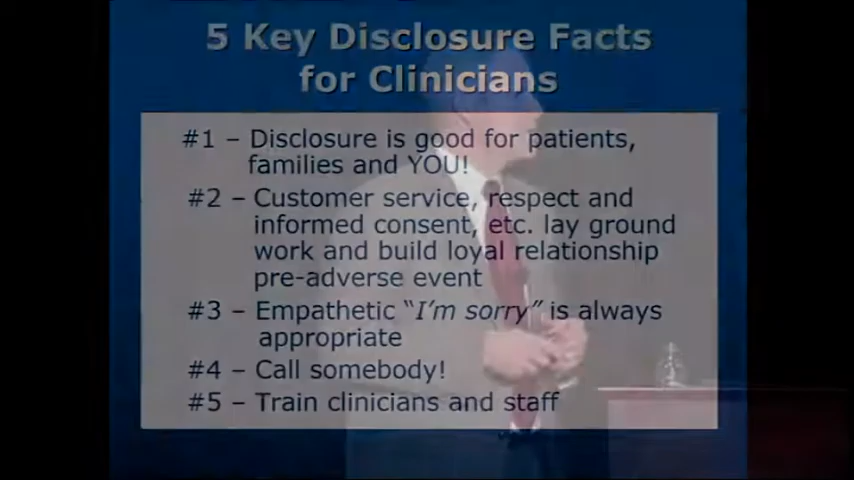 5 Key Disclosure Facts
for Clinicians
#1 – Disclosure is good for patients,
families and YOU!
#2 – Customer service, respect and
informed consent, etc. lay ground
work and build loyal relationship
pre-adverse event
#3 – Empathetic “I’m sorry” is always
appropriate
#4 – Call somebody!
#5 – Train clinicians and staff